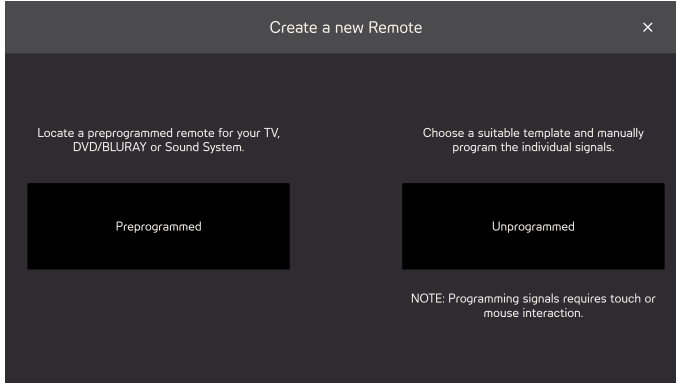 Create a new Remote
Locate a preprogrammed remote for your TV,
DVD/BLURAY or Sound System.
Preprogrammed
Choose a suitable template and manually
program the individual signals.
Unprogrammed
NOTE: Programming signals requires touch or
mouse interaction.